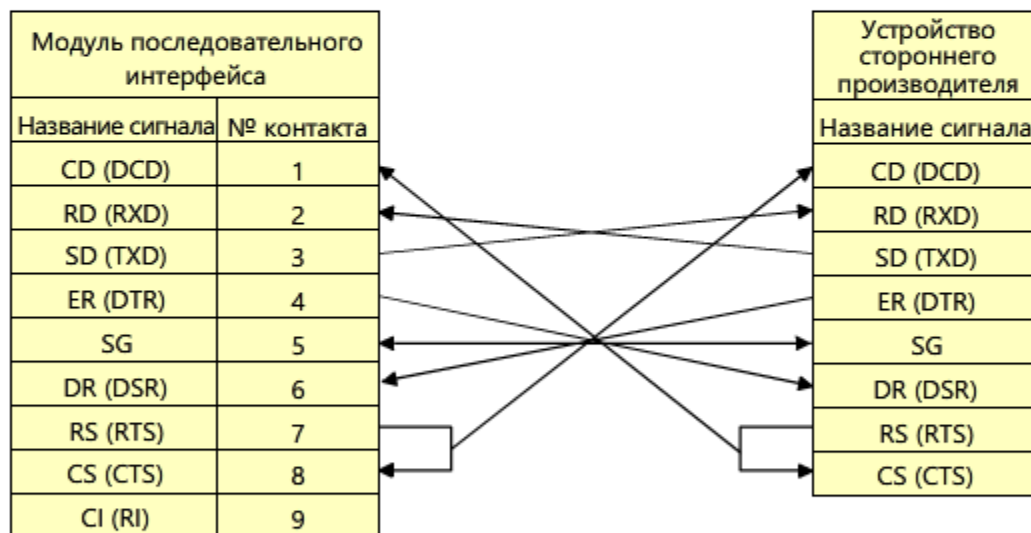 Модуль последовательного
интерфейса
Название сигнала № контакта
CD (DCD) 1
RD (RXD) 2
SD (TXD) 3
ER (DTR) 4
SG 5
DR (DSR) 6
RS (RTS) 7
CS (CTS) 8
CI (RI) 9
Устройство
стороннего
производителя
Название сигнала
CD (DCD)
RD (RXD)
SD (TXD)
ER (DTR)
SG
DR (DSR)
RS (RTS)
CS (CTS)